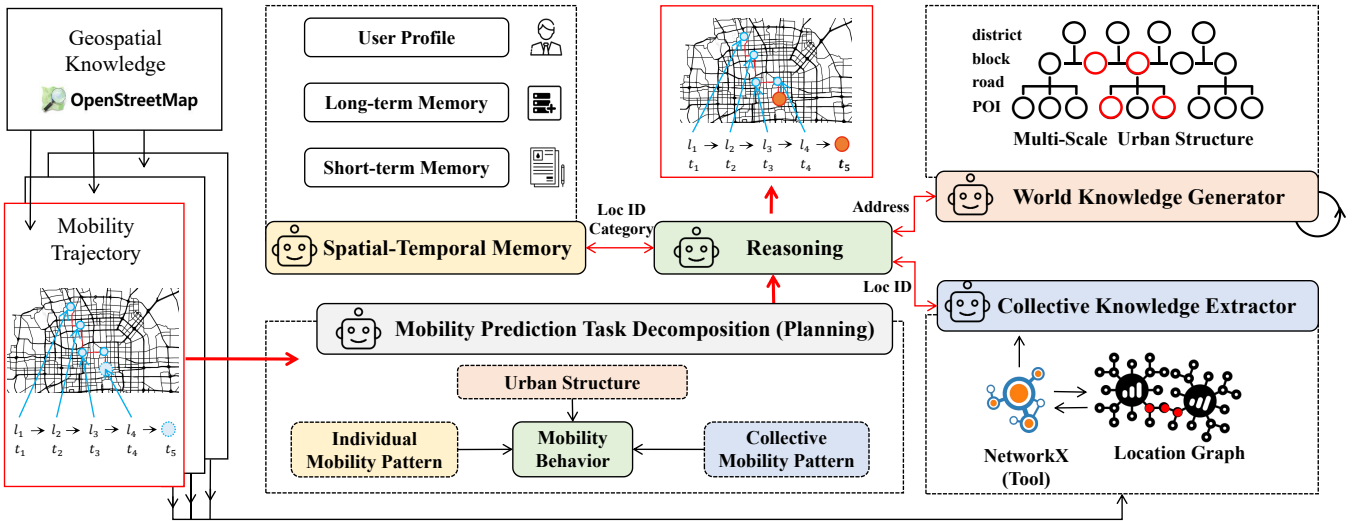 Geospatial
Knowledge
OpenStreetMap
Mobility
Trajectory
l₁ → l₂ → l₃ → l₄ →
t₁ t₂ t₃ t₄ t₅
User Profile
Long-term Memory
Short-term Memory
Spatial-Temporal Memory
Loc ID
Category
l₁ → l₂ → l₃ → l₄ →
t₁ t₂ t₃ t₄ t₅
Reasoning
Address
Loc ID
district
block
road
POI
Multi-Scale Urban Structure
World Knowledge Generator
Collective Knowledge Extractor
NetworkX
(Tool)
Location Graph
Mobility Prediction Task Decomposition (Planning)
Urban Structure
Individual
Mobility Pattern
Mobility
Behavior
Collective
Mobility Pattern